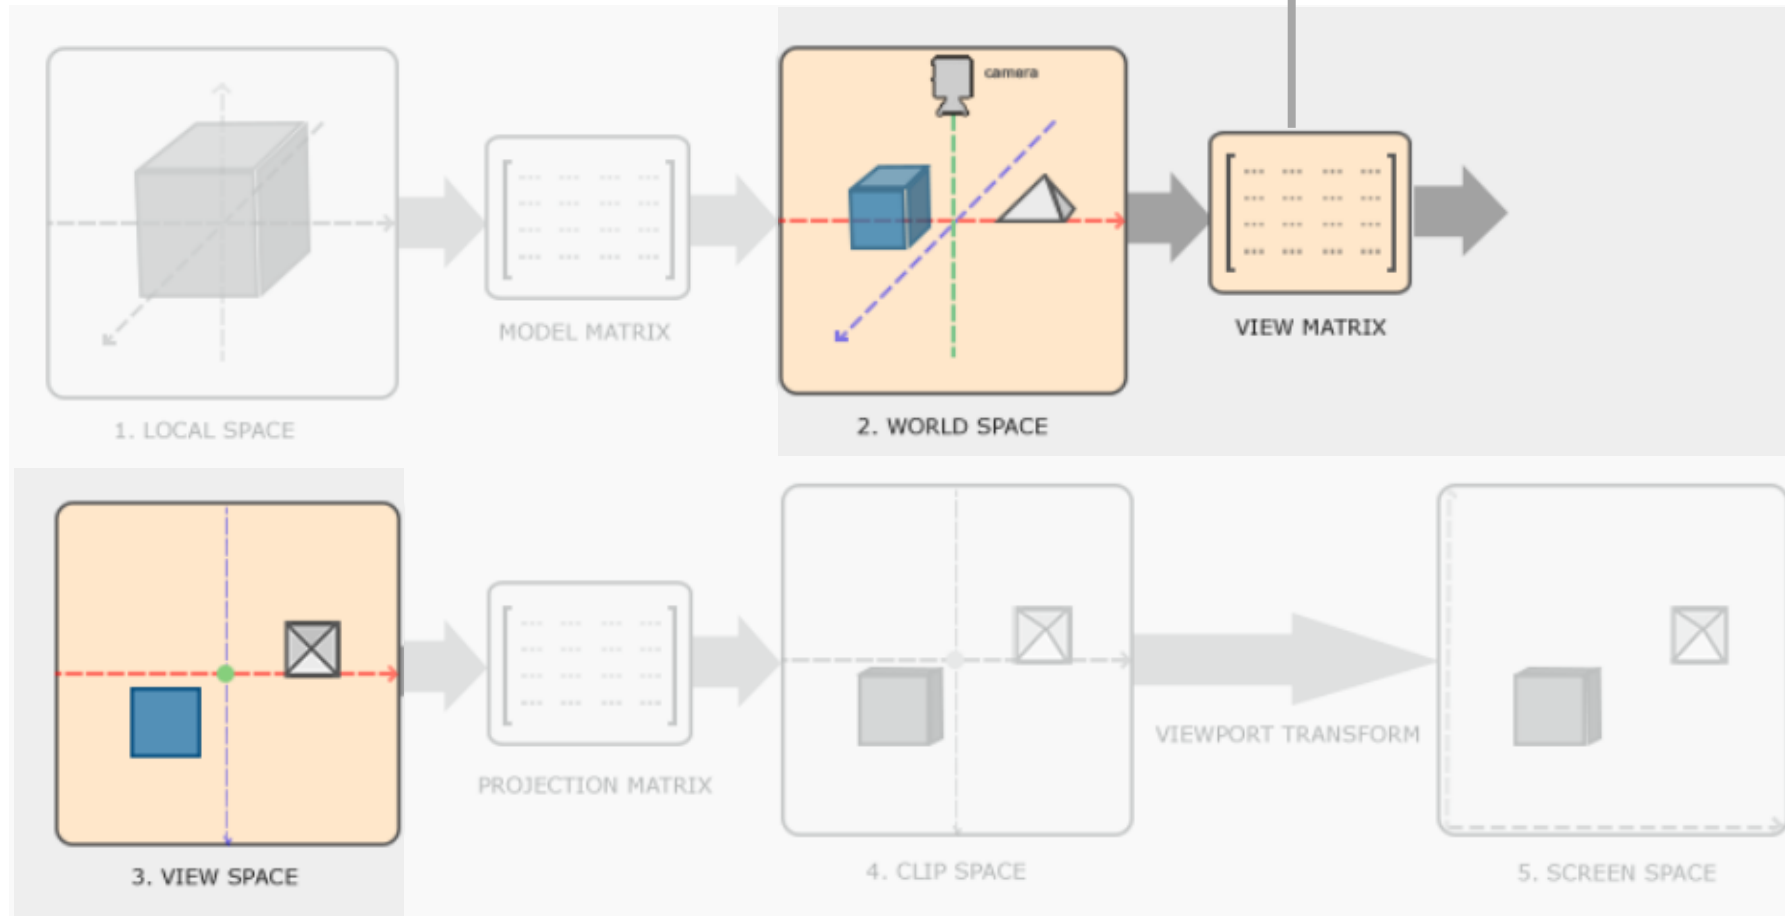 camera
MODEL MATRIX
VIEW MATRIX
1. LOCAL SPACE
2. WORLD SPACE
PROJECTION MATRIX
VIEWPORT TRANSFORM
3. VIEW SPACE
4. CLIP SPACE
5. SCREEN SPACE